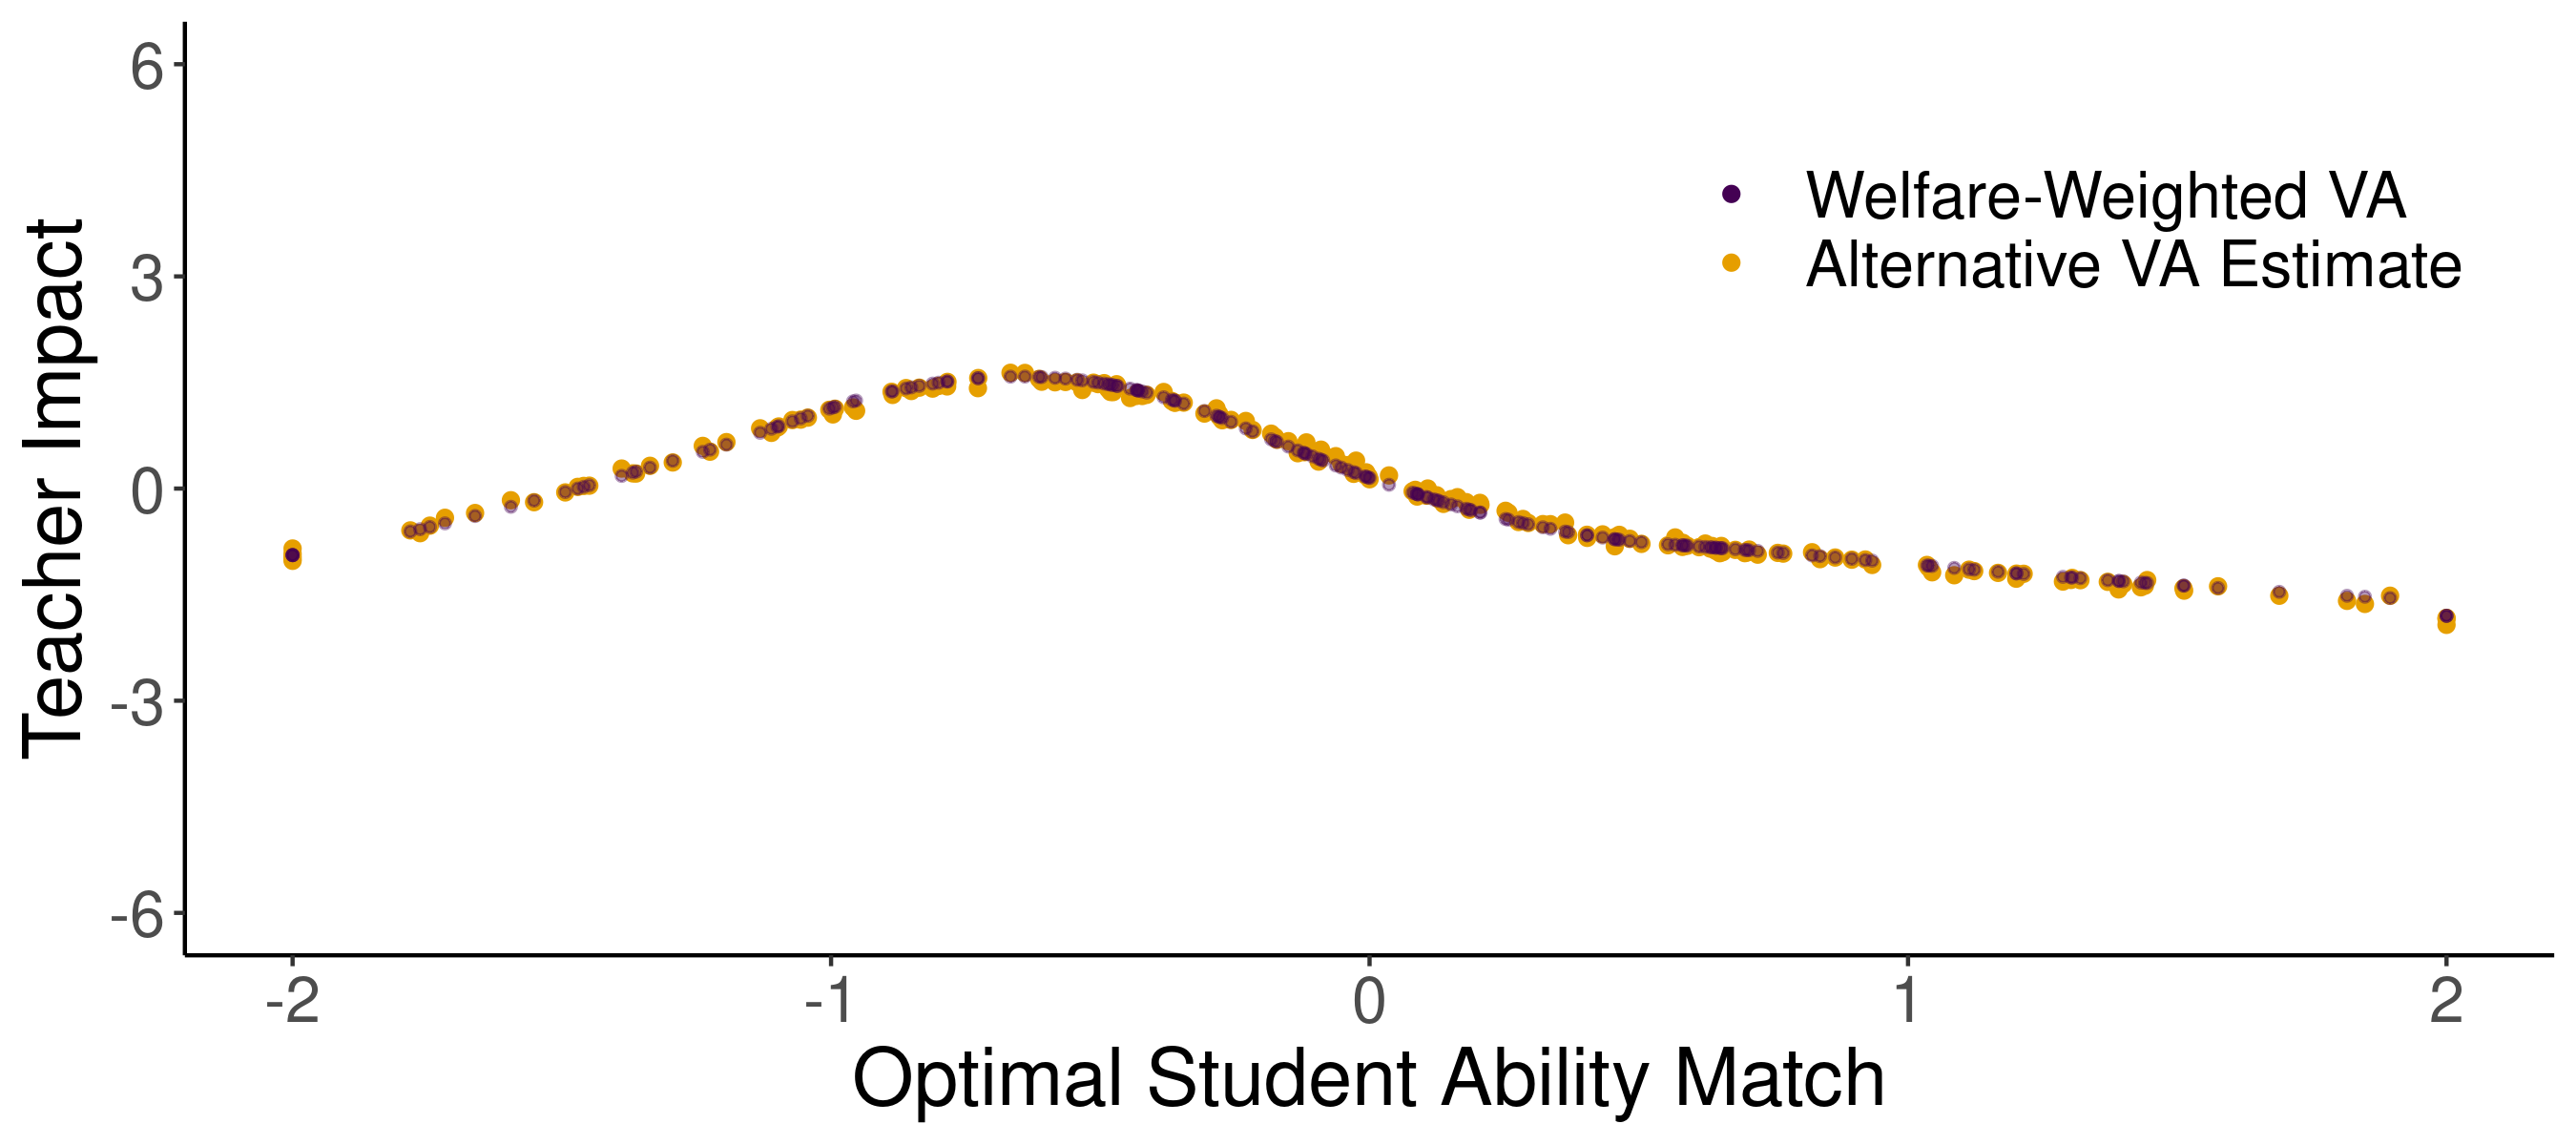 Teacher Impact
6
3
0
-3
-6
Welfare-Weighted VA
Alternative VA Estimate
-2
-1
0
1
2
Optimal Student Ability Match